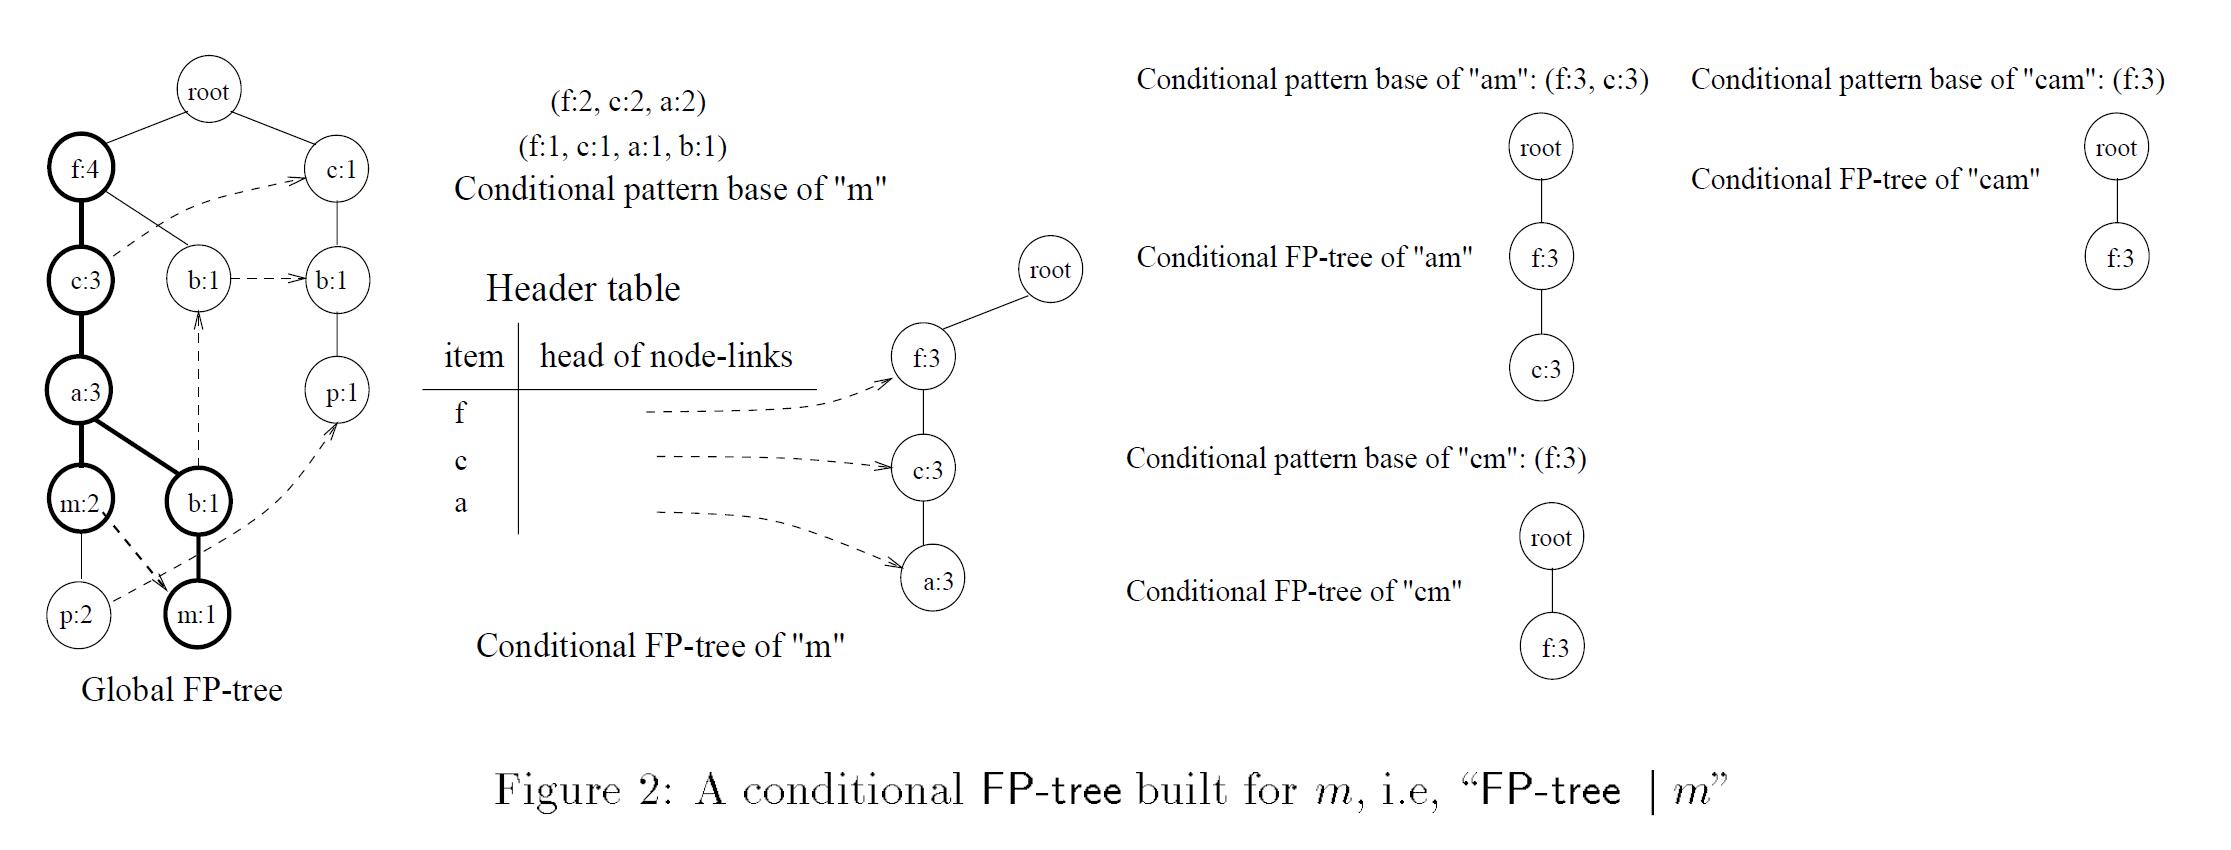 root
f:4
c:1
c:3
b:1
b:1
a:3
p:1
m:2
b:1
p:2
m:1
Global FP-tree
(f:2, c:2, a:2)
(f:1, c:1, a:1, b:1)
Conditional pattern base of "m"
Header table
item head of node-links
f
c
a
root
f:3
c:3
a:3
Conditional FP-tree of "m"
Conditional pattern base of "am": (f:3, c:3)
root
Conditional FP-tree of "am"
f:3
c:3
Conditional pattern base of "cm": (f:3)
root
Conditional FP-tree of "cm"
f:3
Conditional pattern base of "cam": (f:3)
root
Conditional FP-tree of "cam"
f:3
Figure 2: A conditional FP-tree built for m, i.e, “FP-tree | m”